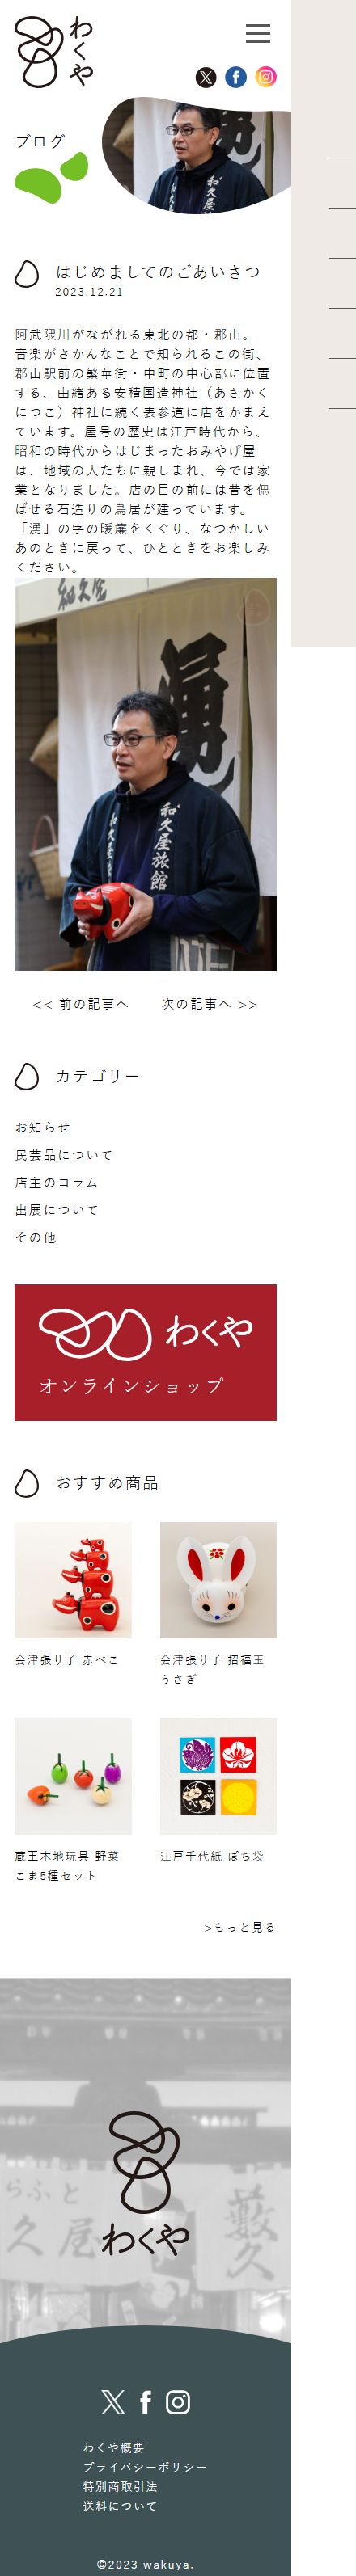 わくや
ブログ
和久屋
はじめましてのごあいさつ
2023.12.21
阿武隈川がながれる東北の都・郡山。
音楽がさかんなことで知られるこの街、
郡山駅前の繁華街・中町の中心部に位置
する、由緒ある安積国造神社（あさかく
につこ）神社に続く表参道に店をかまえ
ています。屋号の歴史は江戸時代から、
昭和の時代からはじまったおみやげ屋
は、地域の人たちに親しまれ、今では家
業となりました。店の目の前には昔を偲
ばせる石造りの鳥居が建っています。
「湧」の字の暖簾をくぐり、なつかしい
あのときに戻って、ひとときをお楽しみ
ください。
和久屋
湧
和久屋旅館
<< 前の記事へ
次の記事へ >>
カテゴリー
お知らせ
民芸品について
店主のコラム
出展について
その他
わくや
オンラインショップ
おすすめ商品
会津張り子 赤べこ
会津張り子 招福玉
うさぎ
蔵王木地玩具 野菜
こま5種セット
江戸千代紙 ぽち袋
>もっと見る
わくや
わくや概要
プライバシーポリシー
特別商取引法
送料について
©2023 wakuya.